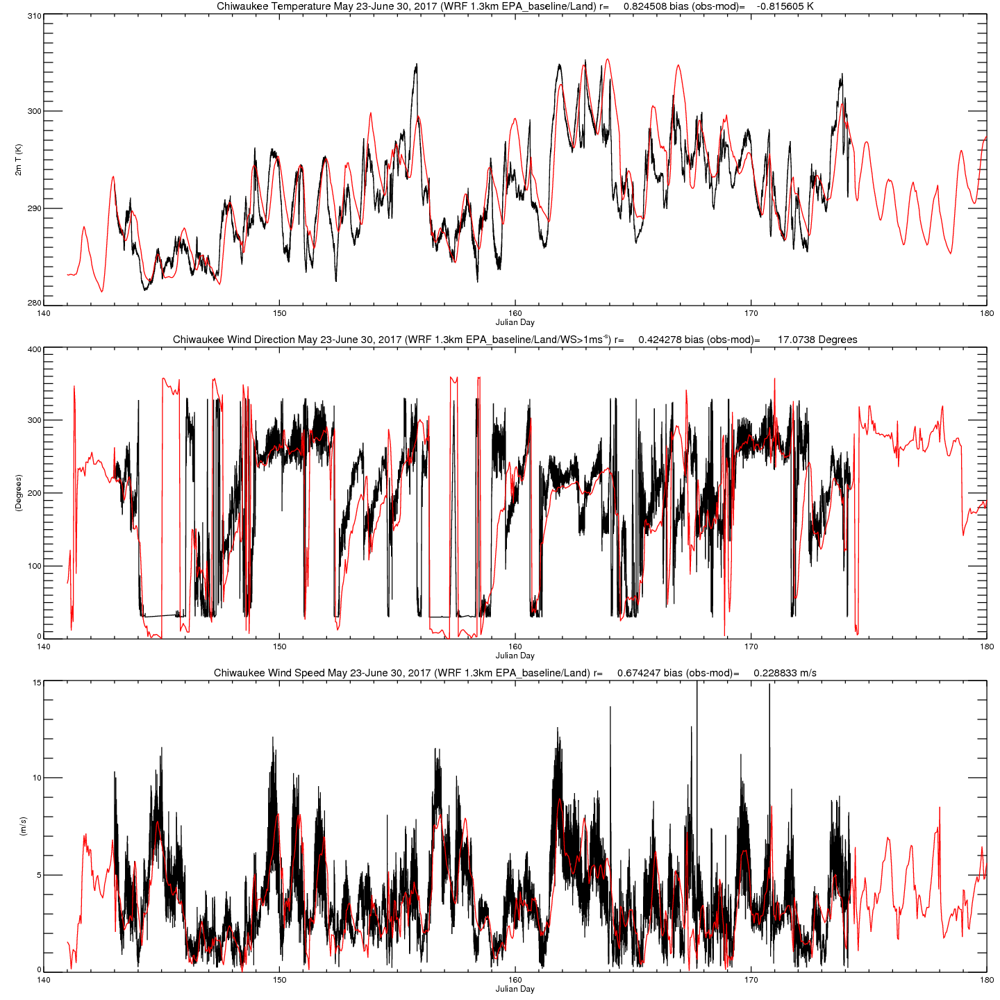 Chiwaukee Temperature May 23-June 30, 2017 (WRF 1.3km EPA_baseline/Land) r= 0.824508 bias (obs-mod)= -0.815605 K
310
300
290
280
2m T (K)
140 150 160 170 180
Julian Day
Chiwaukee Wind Direction May 23-June 30, 2017 (WRF 1.3km EPA_baseline/Land/WS>1ms-s) r= 0.424278 bias (obs-mod)= 17.0738 Degrees
400
300
200
100
0
(Degrees)
140 150 160 170 180
Julian Day
Chiwaukee Wind Speed May 23-June 30, 2017 (WRF 1.3km EPA_baseline/Land) r= 0.674247 bias (obs-mod)= 0.228833 m/s
15
10
5
0
(m/s)
140 150 160 170 180
Julian Day